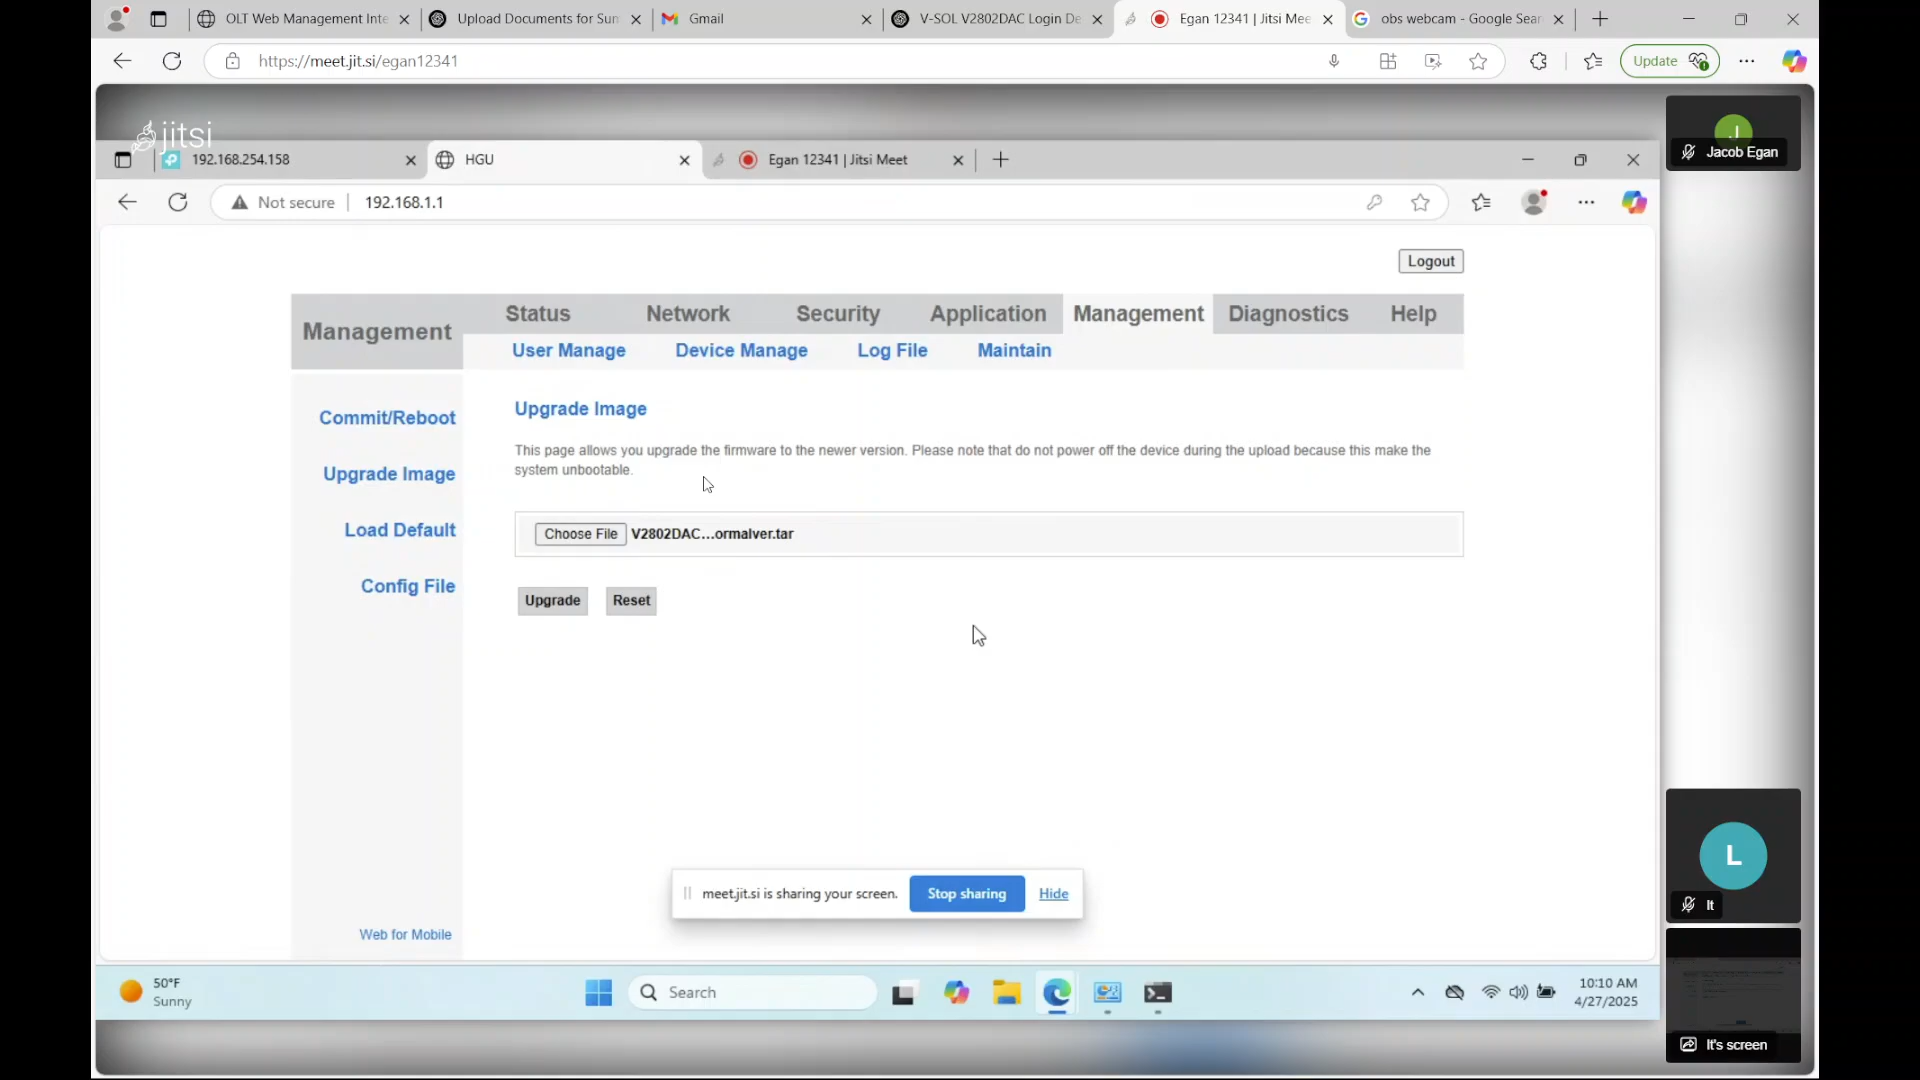 OLT Web Management Inte
Upload Documents for Sun
Gmail
V-SOL V2802DAC Login De
Egan 12341 | Jitsi Mee
obs webcam - Google Sear
https://meet.jit.si/egan12341
Update
jitsi
192.168.254.158
HGU
Egan 12341 | Jitsi Meet
Not secure
192.168.1.1
Logout
Management
Status
Network
Security
Application
Management
Diagnostics
Help
User Manage
Device Manage
Log File
Maintain
Commit/Reboot
Upgrade Image
Load Default
Config File
Web for Mobile
Upgrade Image
This page allows you upgrade the firmware to the newer version. Please note that do not power off the device during the upload because this make the
system unbootable.
Choose File V2802DAC...ormalver.tar
Upgrade
Reset
meet.jit.si is sharing your screen.
Stop sharing
Hide
50°F
Sunny
Search
10:10 AM
4/27/2025
J
Jacob Egan
L
lt
lt's screen